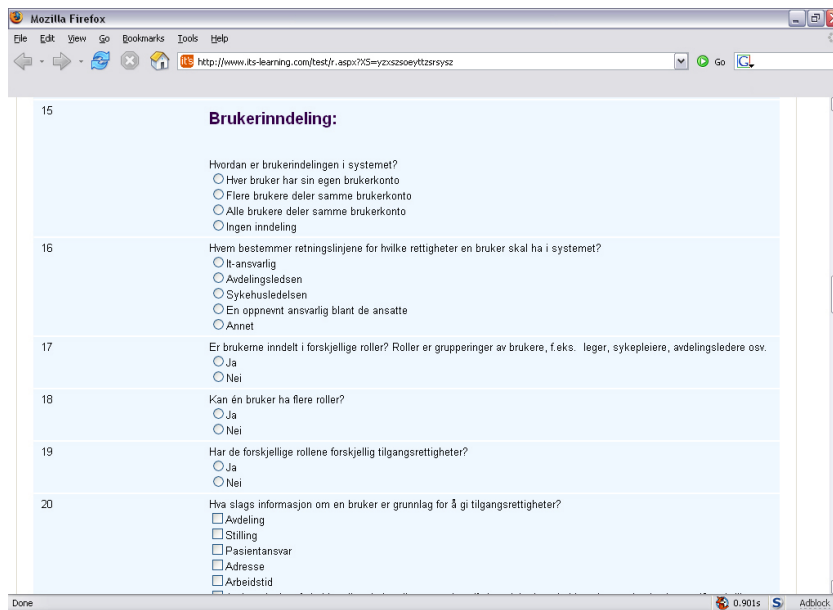 Mozilla Firefox
File Edit View Go Bookmarks Tools Help
it's http://www.its-learning.com/test/r.aspx?XS=yzxszsoeyttzsrsysz Go G
15 Brukerinndeling:
Hvordan er brukerindelingen i systemet?
Hver bruker har sin egen brukerkonto
Flere brukere deler samme brukerkonto
Alle brukere deler samme brukerkonto
Ingen inndeling
16 Hvem bestemmer retningslinjene for hvilke rettigheter en bruker skal ha i systemet?
It-ansvarlig
Avdelingsledsen
Sykehusledelsen
En oppnevnt ansvarlig blant de ansatte
Annet
17 Er brukerne inndelt i forskjellige roller? Roller er grupperinger av brukere, f.eks. leger, sykepleiere, avdelingsledere osv.
Ja
Nei
18 Kan én bruker ha flere roller?
Ja
Nei
19 Har de forskjellige rollene forskjellig tilgangsrettigheter?
Ja
Nei
20 Hva slags informasjon om en bruker er grunnlag for å gi tilgangsrettigheter?
Avdeling
Stilling
Pasientansvar
Adresse
Arbeidstid
Done 0.901s S Adblock